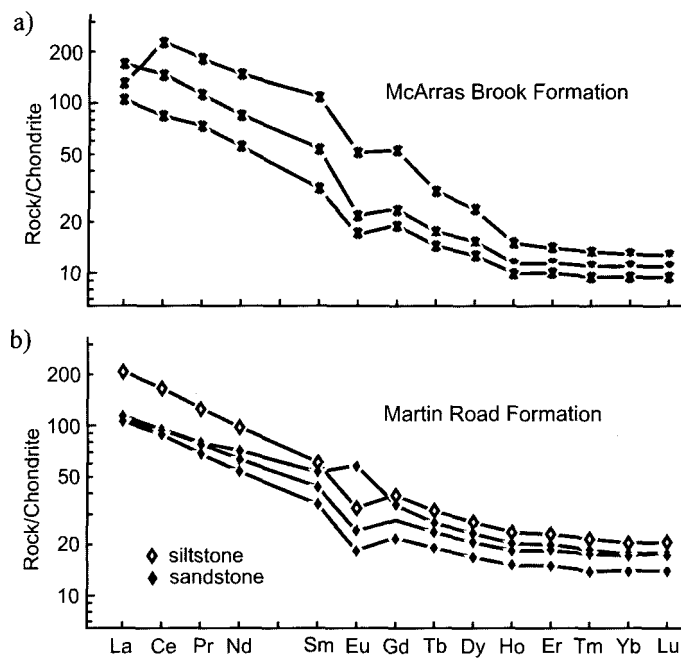 a)
200
100
50
20
10
Rock/Chondrite
McArras Brook Formation
b)
200
100
50
20
10
Rock/Chondrite
Martin Road Formation
siltstone
sandstone
La Ce Pr Nd Sm Eu Gd Tb Dy Ho Er Tm Yb Lu